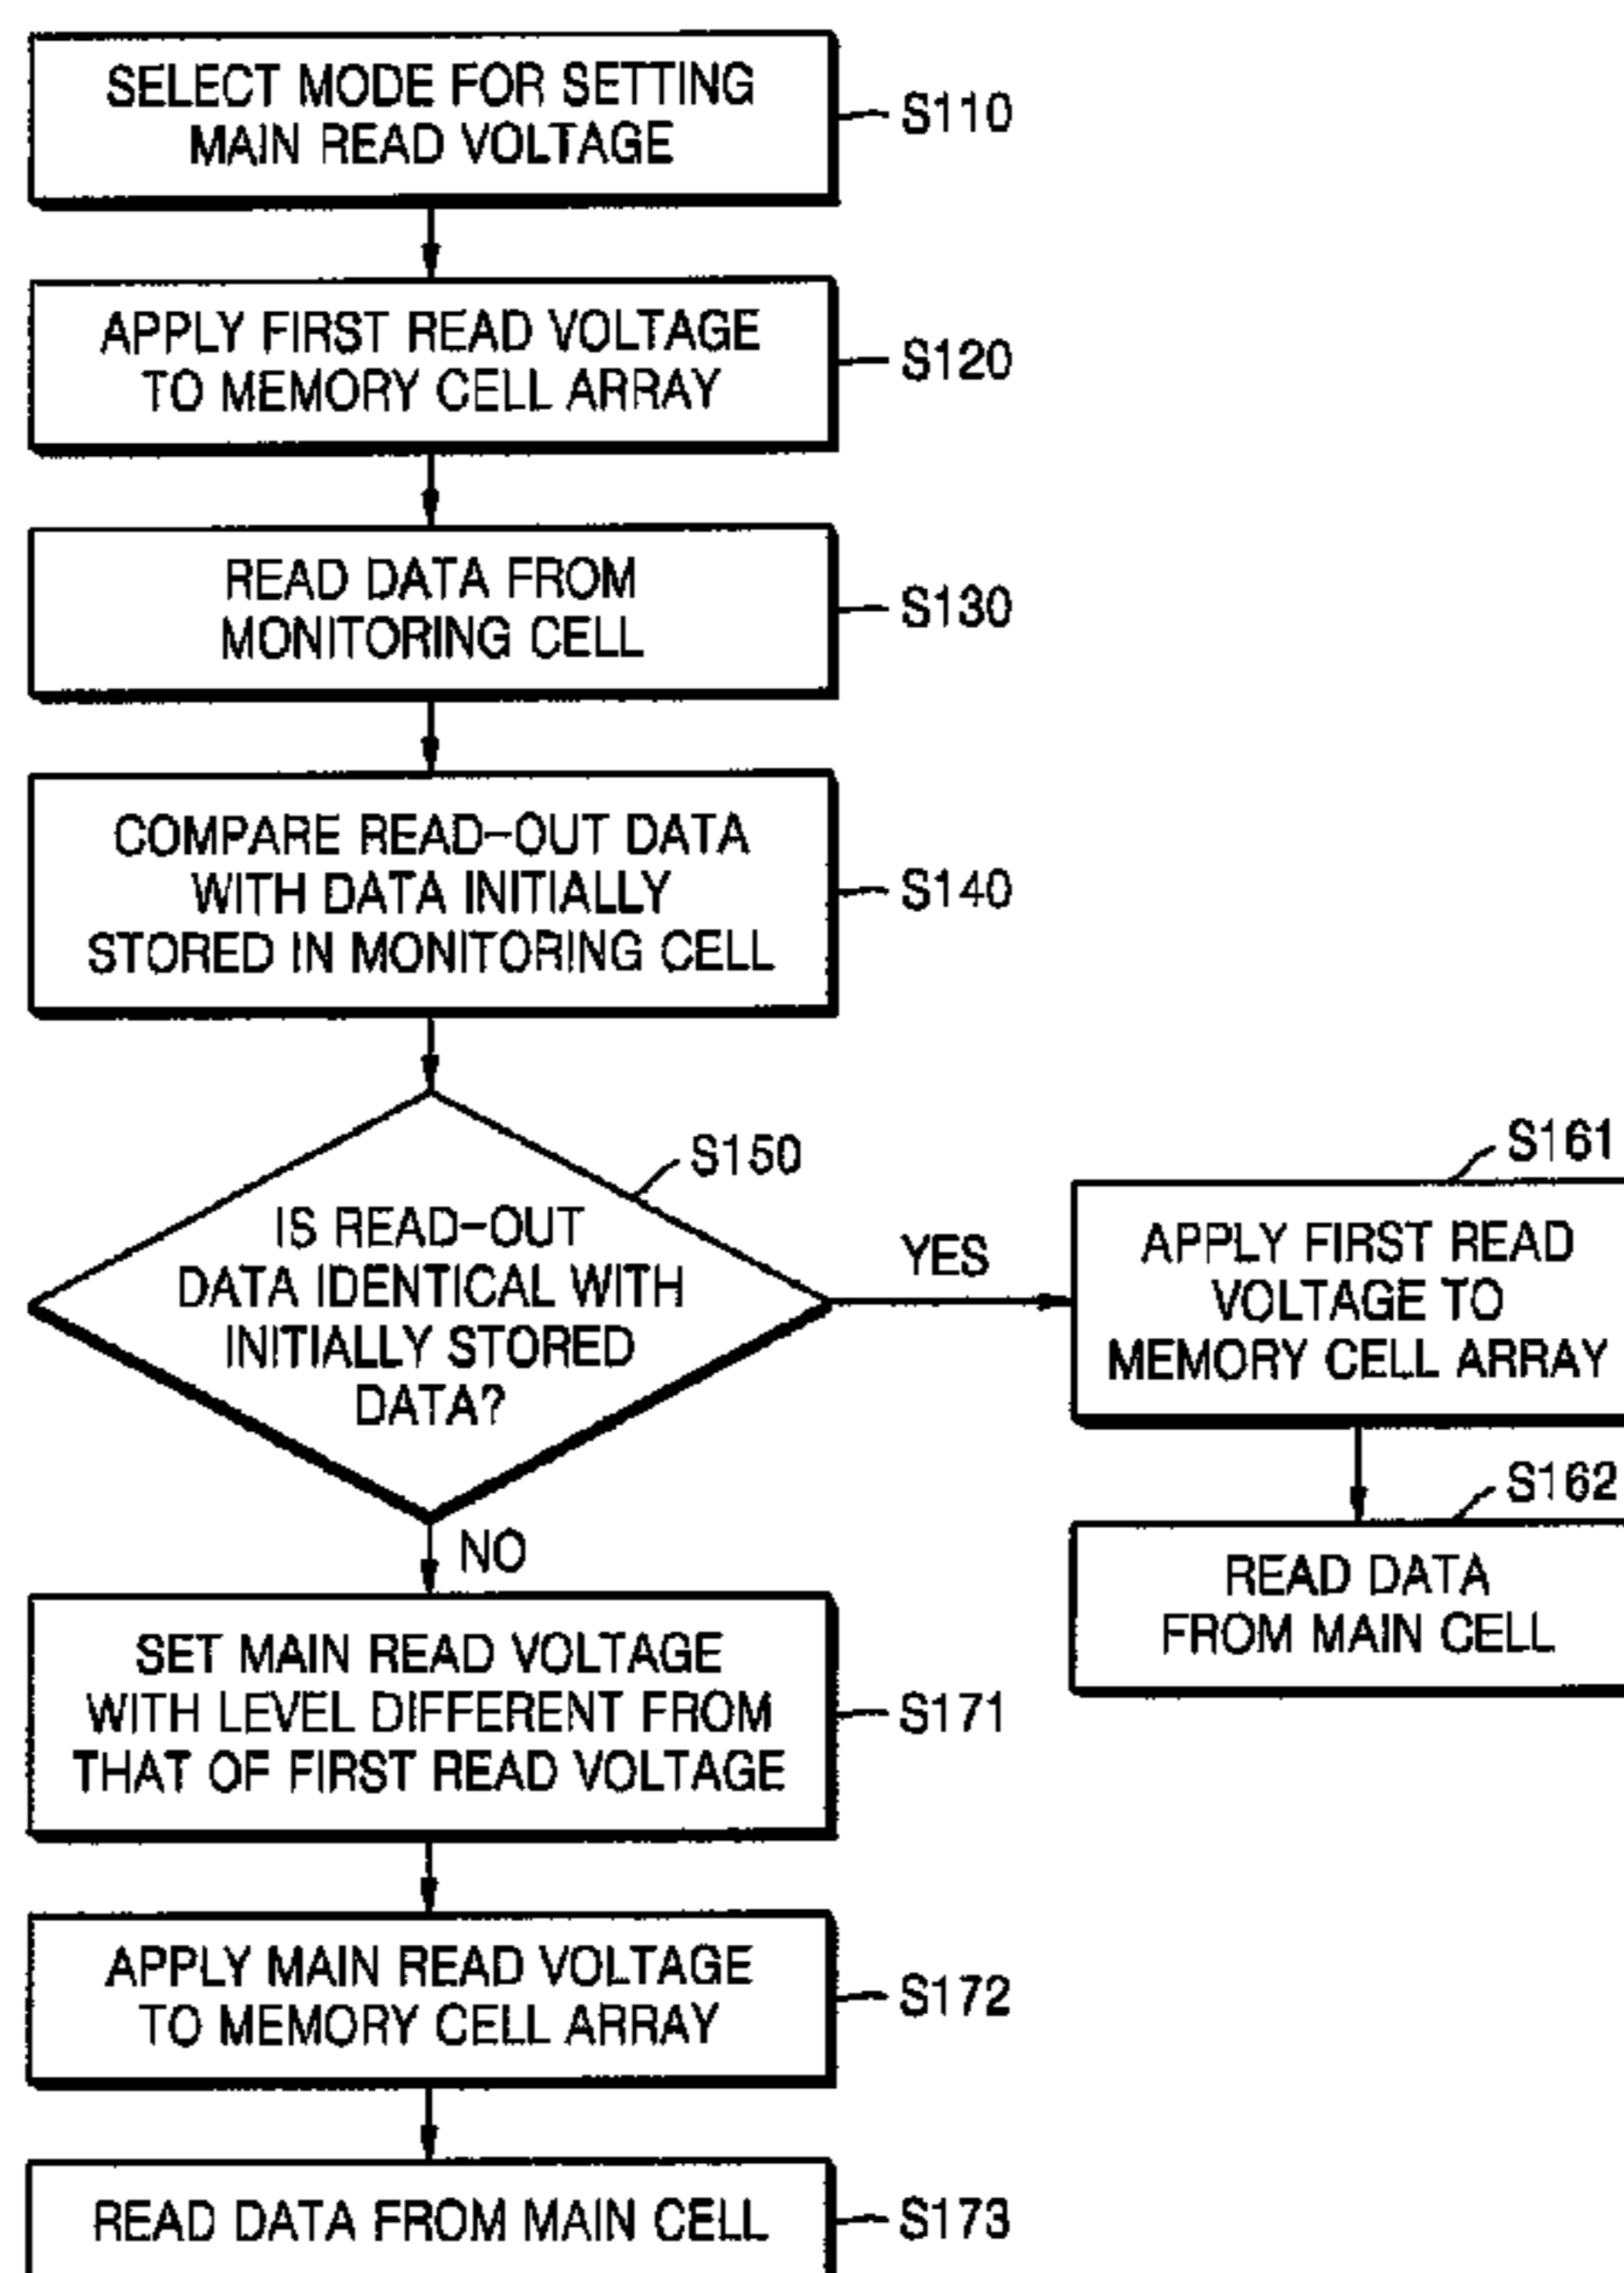 SELECT MODE FOR SETTING
MAIN READ VOLTAGE
S110
APPLY FIRST READ VOLTAGE
TO MEMORY CELL ARRAY
S120
READ DATA FROM
MONITORING CELL
S130
COMPARE READ-OUT DATA
WITH DATA INITIALLY
STORED IN MONITORING CELL
S140
S150
IS READ-OUT
DATA IDENTICAL WITH
INITIALLY STORED
DATA?
YES
S161
APPLY FIRST READ
VOLTAGE TO
MEMORY CELL ARRAY
S162
READ DATA
FROM MAIN CELL
NO
SET MAIN READ VOLTAGE
WITH LEVEL DIFFERENT FROM
THAT OF FIRST READ VOLTAGE
S171
APPLY MAIN READ VOLTAGE
TO MEMORY CELL ARRAY
S172
READ DATA FROM MAIN CELL
S173